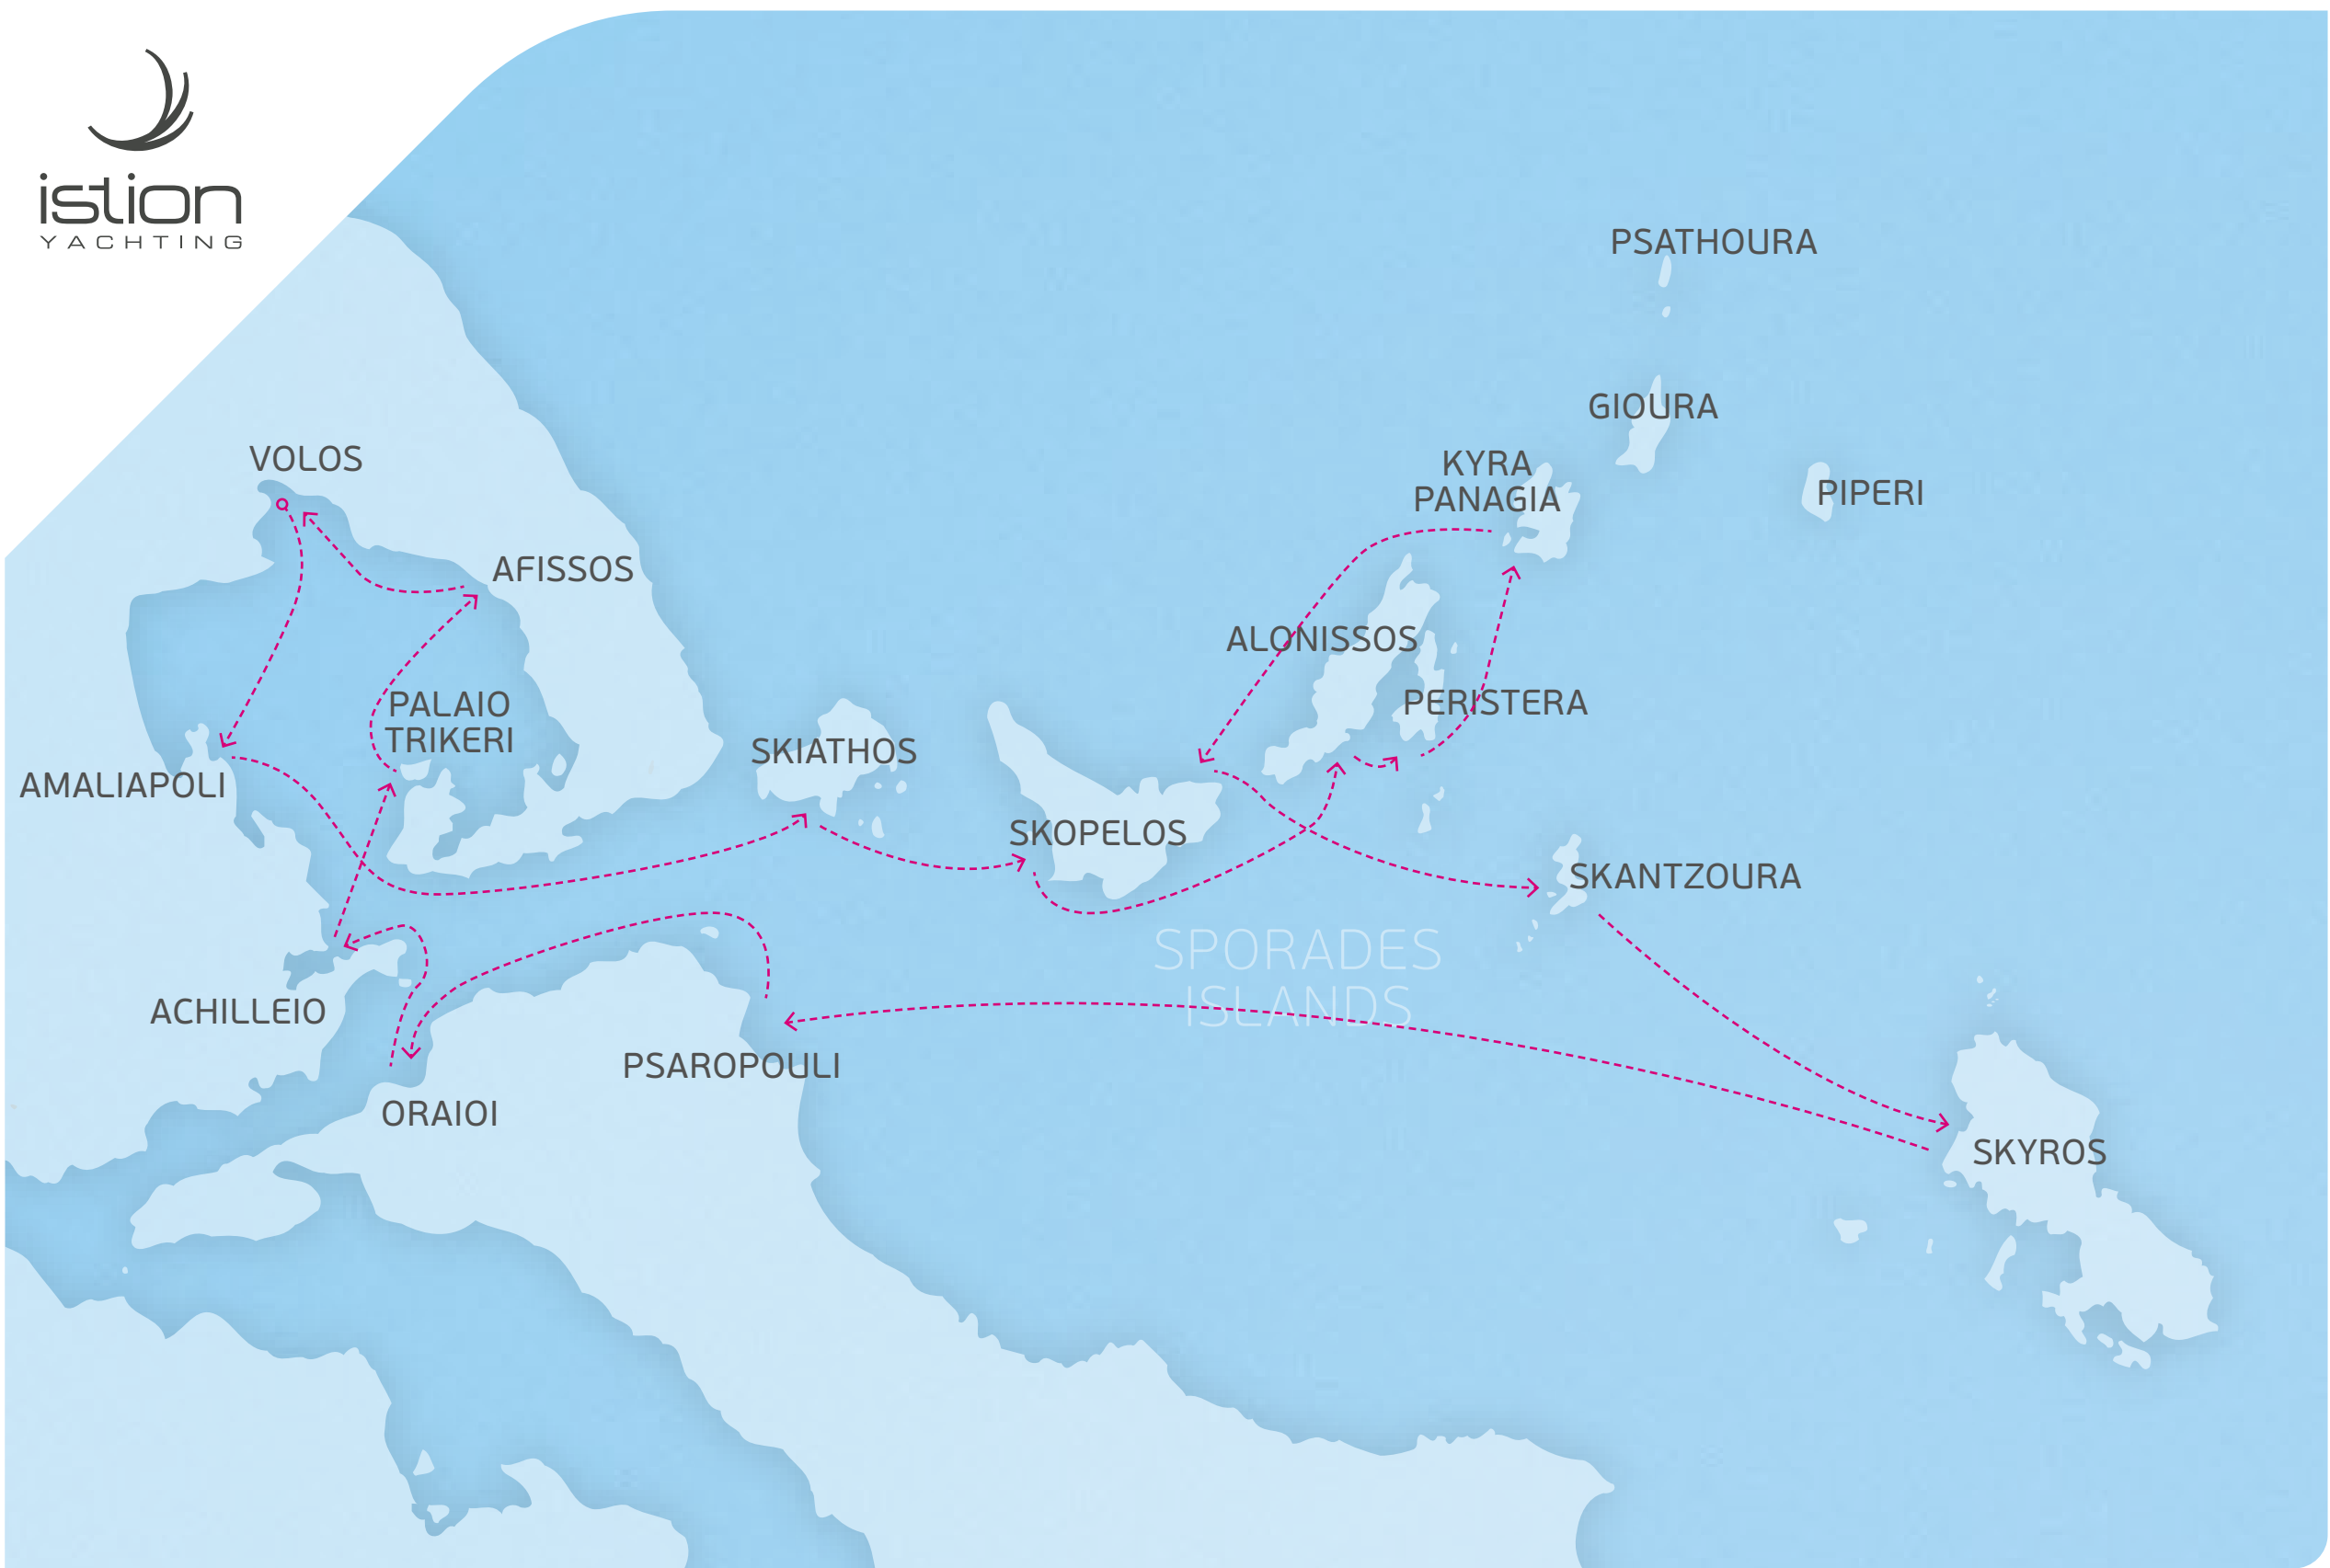 istion
YACHTING
PSATHOURA
GIOURA
VOLOS
KYRA
PANAGIA
PIPERI
AFISSOS
ALONISSOS
PALAIO
TRIKERI
PERISTERA
SKIATHOS
AMALIAPOLI
SKOPELOS
SKANTZOURA
SPORADES
ISLANDS
ACHILLEIO
PSAROPOULI
ORAIOI
SKYROS